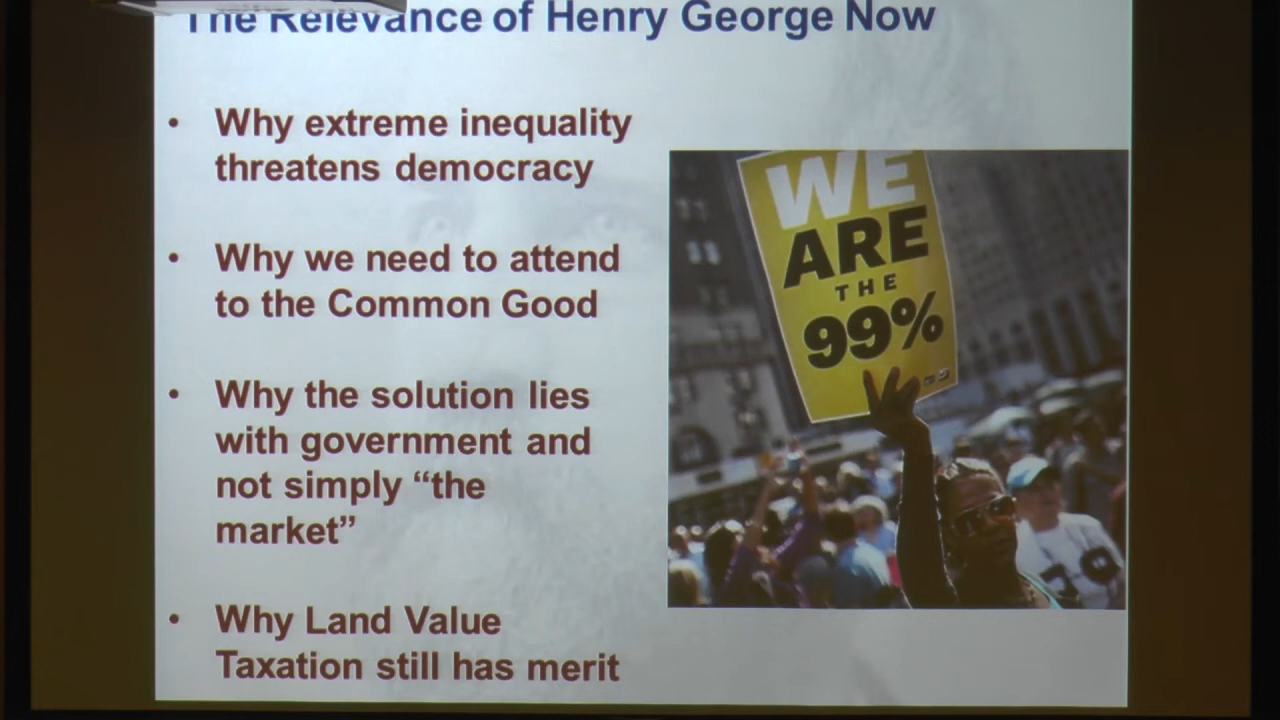 The Relevance of Henry George Now
• Why extreme inequality
threatens democracy
• Why we need to attend
to the Common Good
• Why the solution lies
with government and
not simply “the
market”
• Why Land Value
Taxation still has merit
WE
ARE
THE
99%